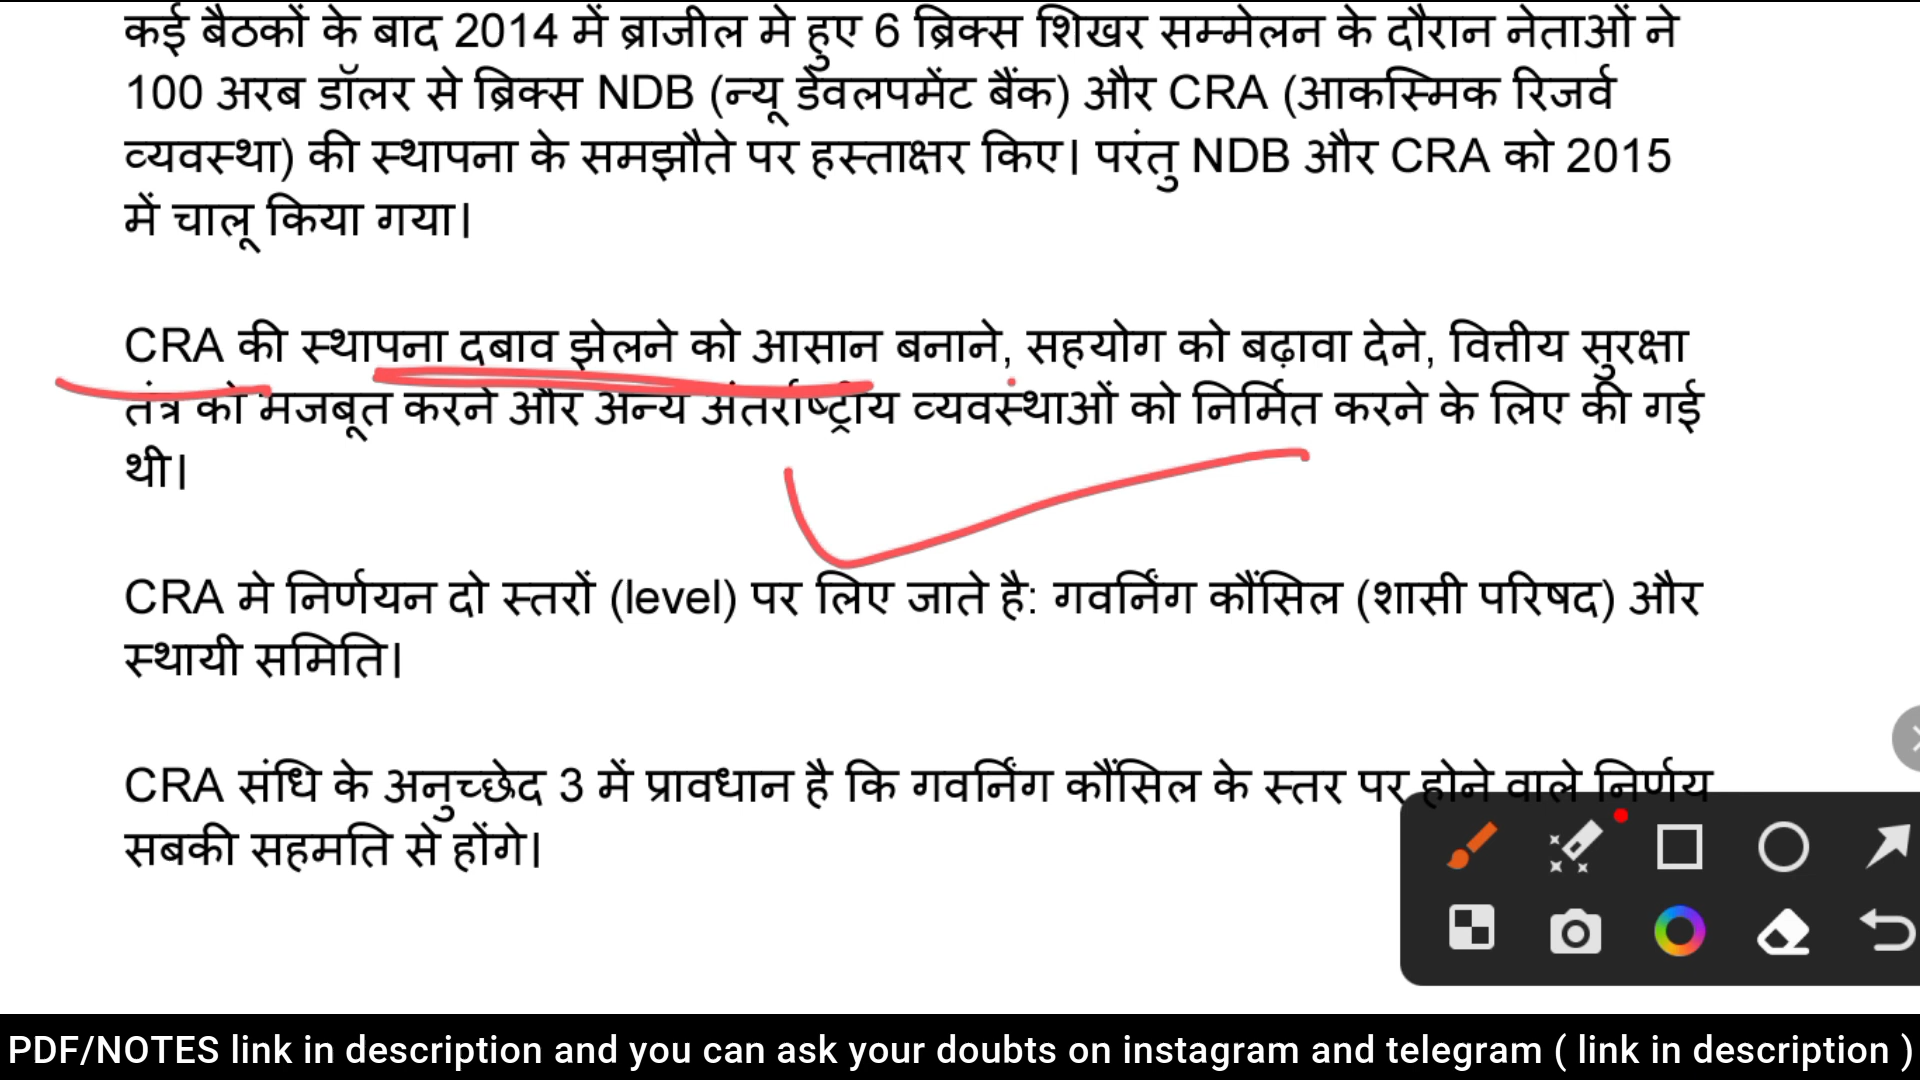 कई बैठकों के बाद 2014 में ब्राजील मे हुए 6 ब्रिक्स शिखर सम्मेलन के दौरान नेताओं ने
100 अरब डॉलर से ब्रिक्स NDB (न्यू डेवलपमेंट बैंक) और CRA (आकस्मिक रिजर्व
व्यवस्था) की स्थापना के समझौते पर हस्ताक्षर किए। परंतु NDB और CRA को 2015
में चालू किया गया।
CRA की स्थापना दबाव झेलने को आसान बनाने, सहयोग को बढ़ावा देने, वित्तीय सुरक्षा
तंत्र को मजबूत करने और अन्य अंतर्राष्ट्रीय व्यवस्थाओं को निर्मित करने के लिए की गई
थी।
CRA मे निर्णयन दो स्तरों (level) पर लिए जाते है: गवर्निंग कौंसिल (शासी परिषद) और
स्थायी समिति।
CRA संधि के अनुच्छेद 3 में प्रावधान है कि गवर्निंग कौंसिल के स्तर पर होने वाले निर्णय
सबकी सहमति से होंगे।
PDF/NOTES link in description and you can ask your doubts on instagram and telegram ( link in description )